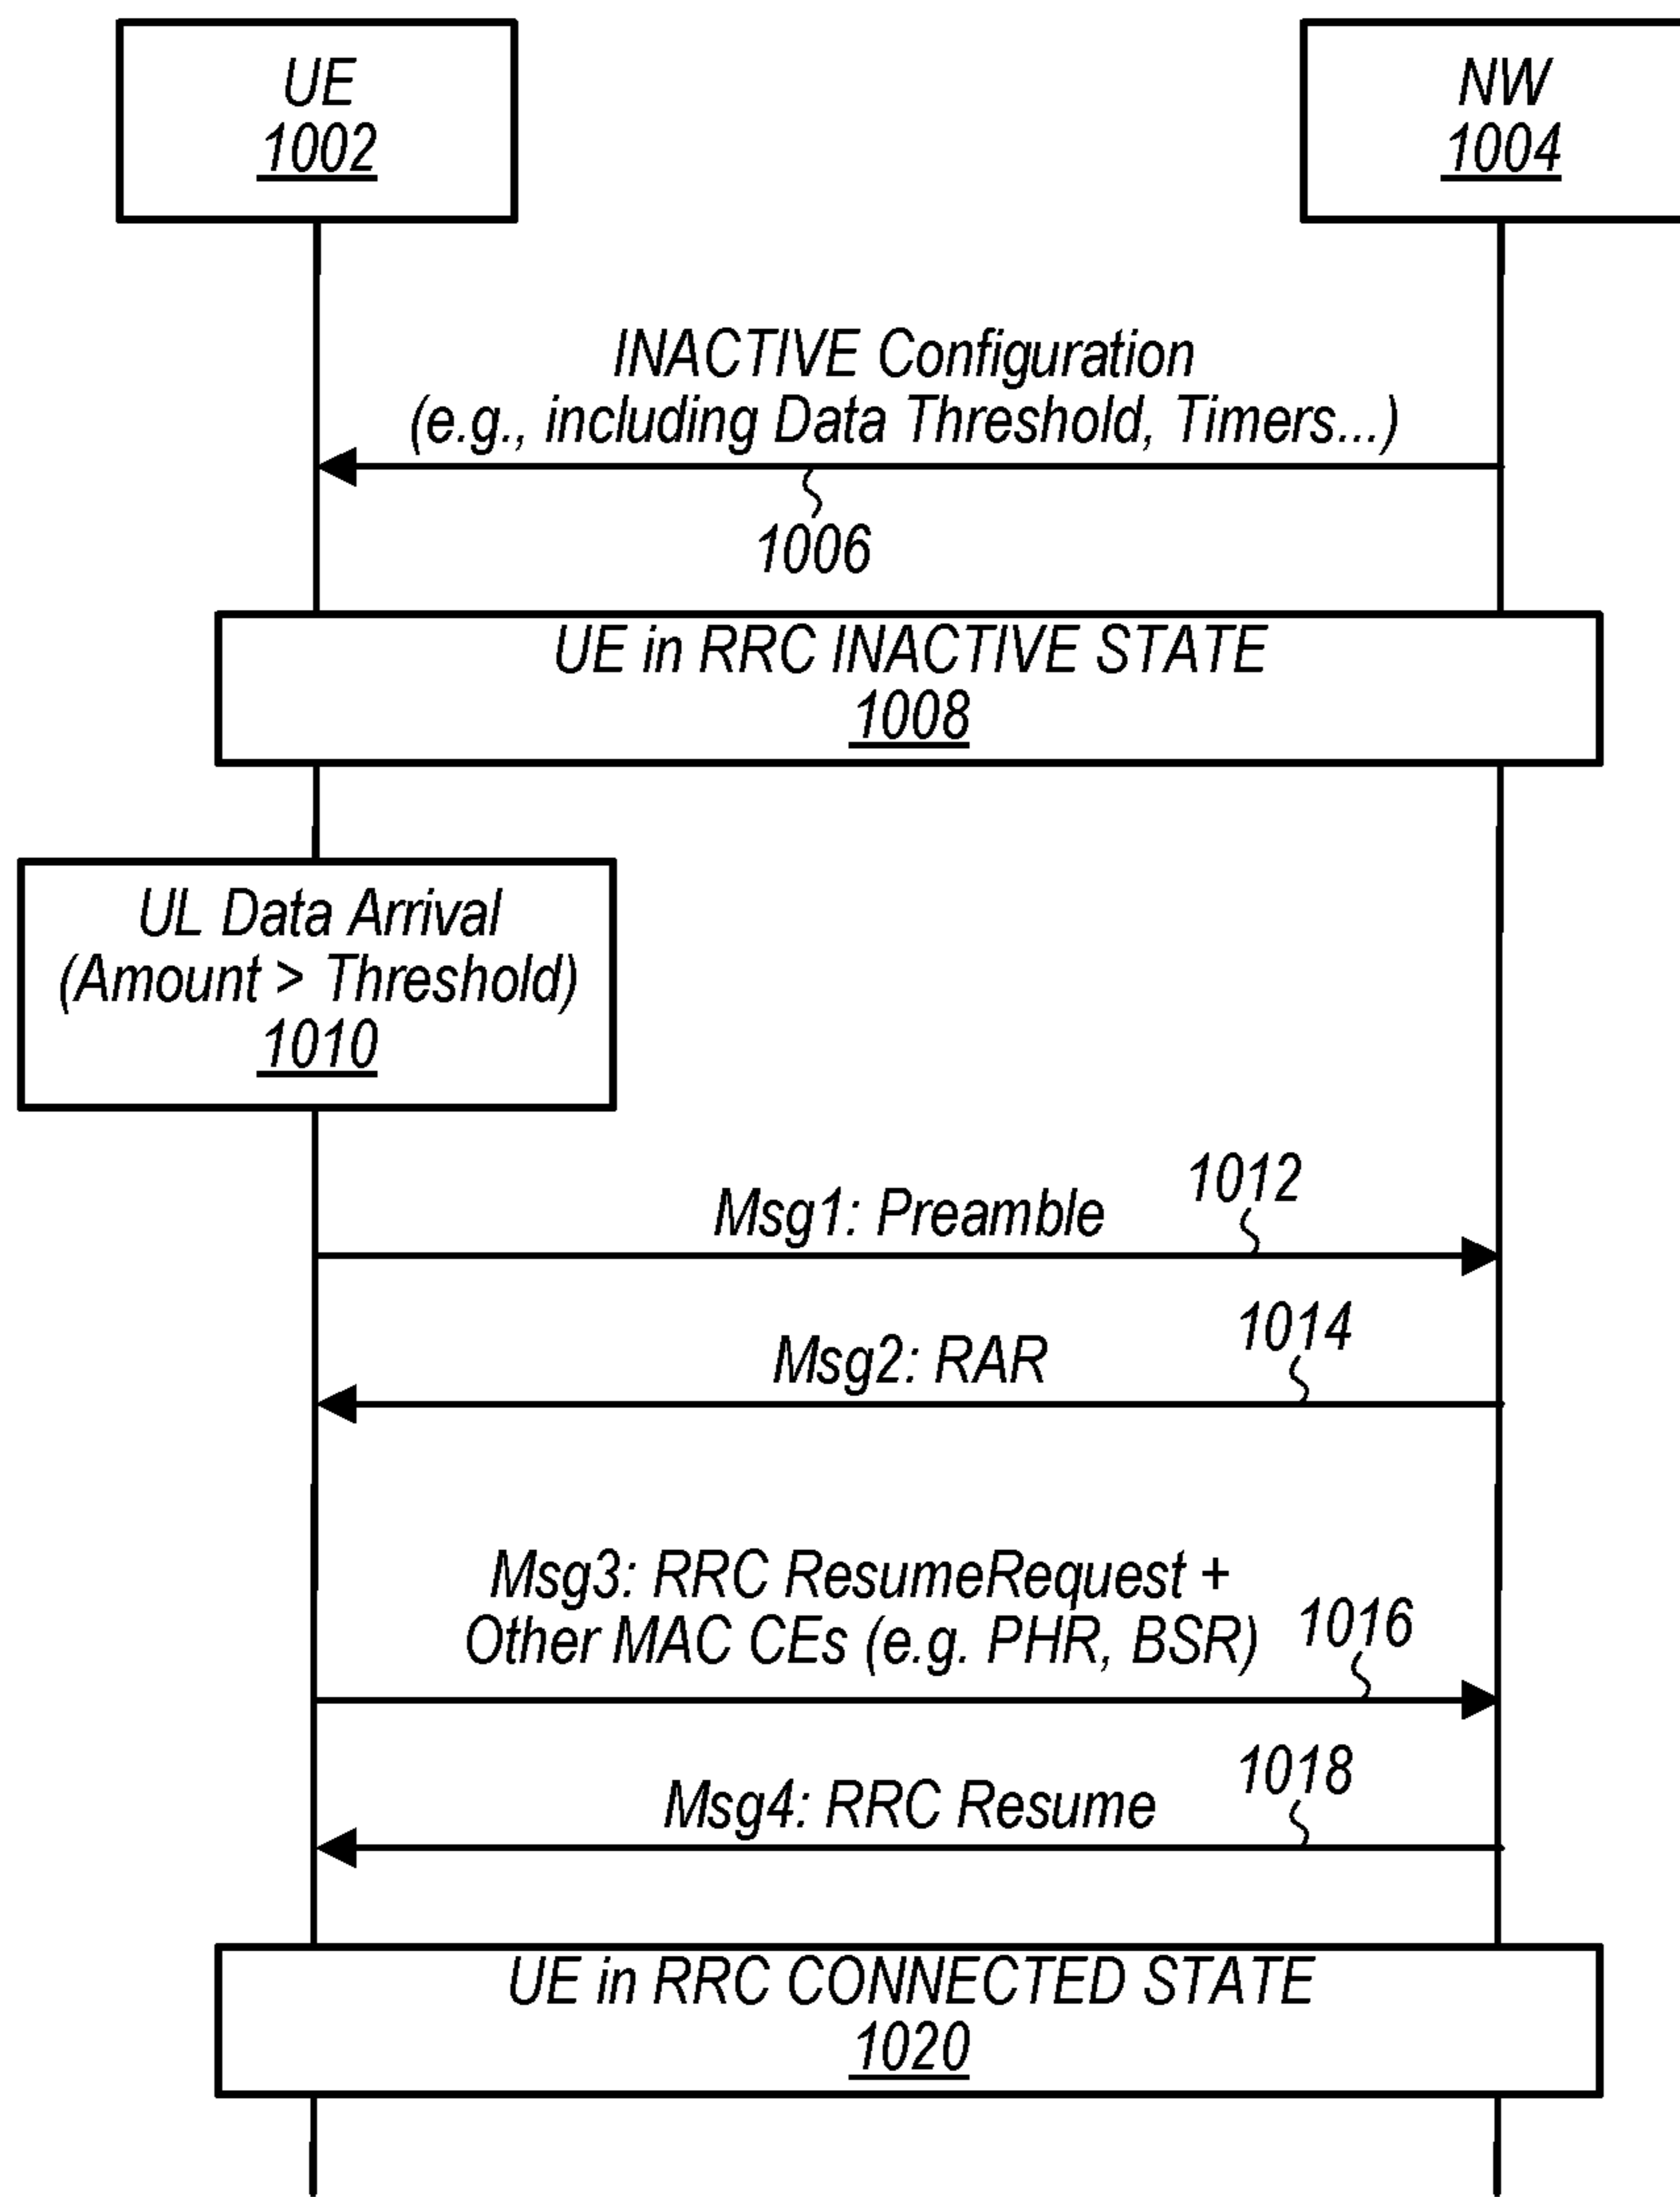 UE
1002
NW
1004
INACTIVE Configuration
(e.g., including Data Threshold, Timers...)
1006
UE in RRC INACTIVE STATE
1008
UL Data Arrival
(Amount > Threshold)
1010
1012
Msg1: Preamble
1014
Msg2: RAR
Msg3: RRC ResumeRequest +
Other MAC CEs (e.g. PHR, BSR)
1016
1018
Msg4: RRC Resume
UE in RRC CONNECTED STATE
1020